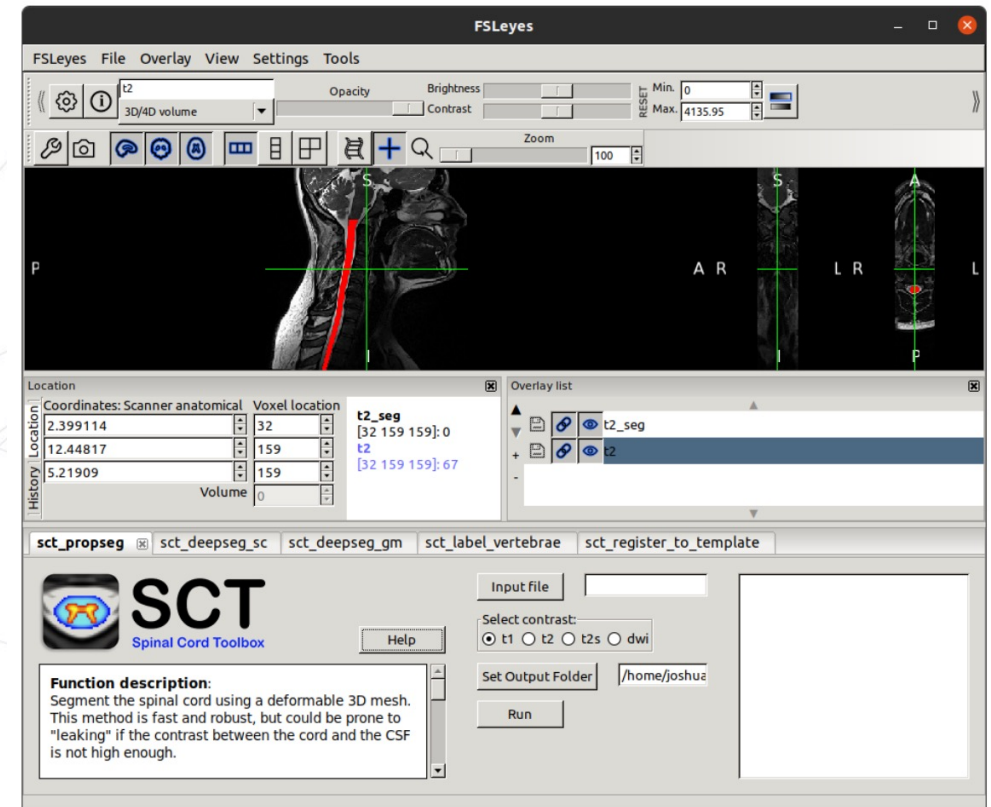 FSLeyes
FSLeyes File Overlay View Settings Tools
t2
3D/4D volume
Opacity
Brightness
Contrast
RESET
Min. 0
Max. 4135.95
Zoom
100
S S A
P A R L R L
I I P
Location
Overlay list
Location
History
Coordinates: Scanner anatomical Voxel location
2.399114 32
12.44817 159
5.21909 159
Volume 0
t2_seg
[32 159 159]: 0
t2
[32 159 159]: 67
+
-
t2_seg
t2
sct_propseg sct_deepseg_sc sct_deepseg_gm sct_label_vertebrae sct_register_to_template
SCT
Spinal Cord Toolbox
Help
Function description:
Segment the spinal cord using a deformable 3D mesh.
This method is fast and robust, but could be prone to
"leaking" if the contrast between the cord and the CSF
is not high enough.
Input file
Select contrast:
t1 t2 t2s dwi
Set Output Folder /home/joshua
Run